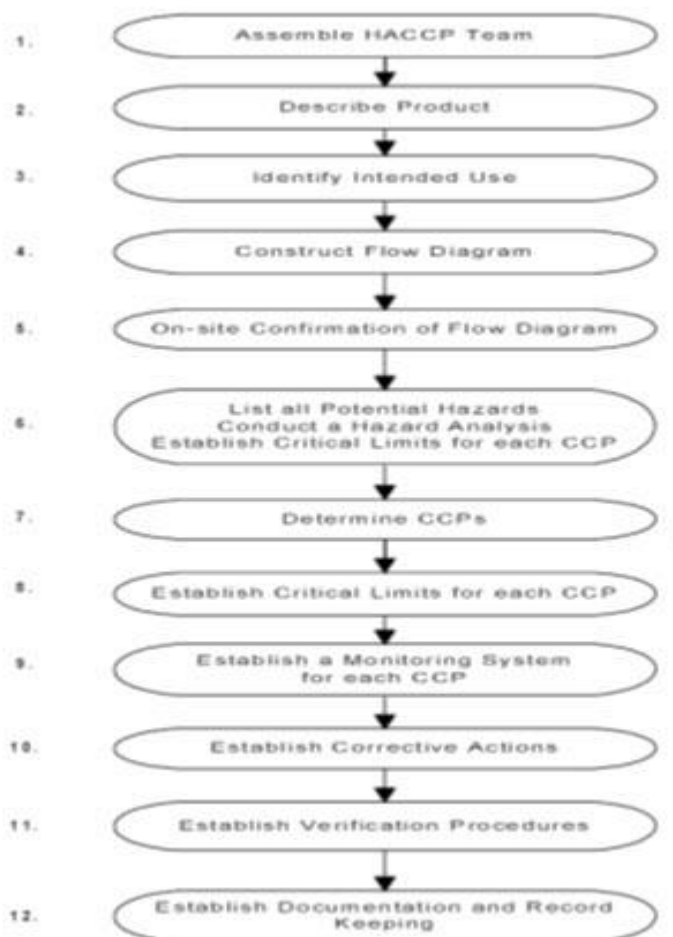 1. Assemble HACCP Team
2. Describe Product
3. Identify Intended Use
4. Construct Flow Diagram
5. On-site Confirmation of Flow Diagram
6. List all Potential Hazards
Conduct a Hazard Analysis
Establish Critical Limits for each CCP
7. Determine CCPs
8. Establish Critical Limits for each CCP
9. Establish a Monitoring System
for each CCP
10. Establish Corrective Actions
11. Establish Verification Procedures
12. Establish Documentation and Record
Keeping